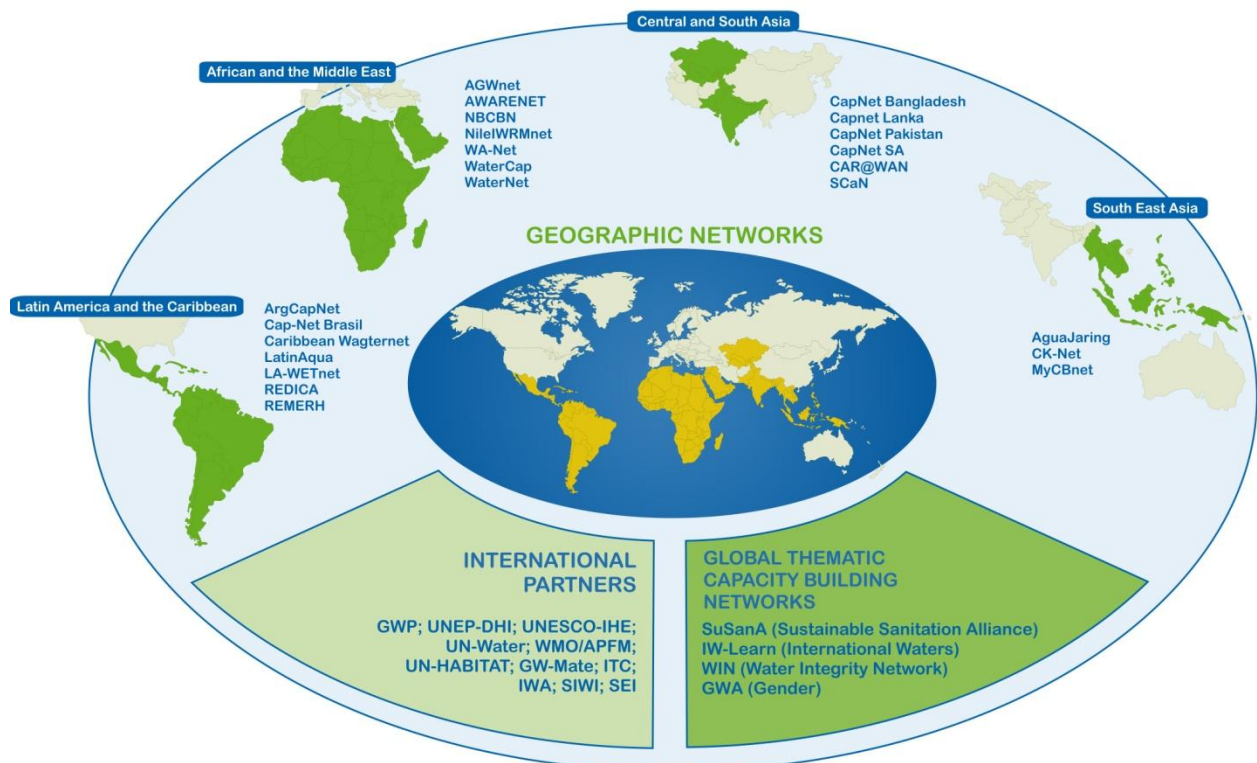 Central and South Asia
CapNet Bangladesh
Capnet Lanka
CapNet Pakistan
CapNet SA
CAR@WAN
SCaN
African and the Middle East
AGWnet
AWARENET
NBCBN
NileIWRMnet
WA-Net
WaterCap
WaterNet
South East Asia
AguaJaring
CK-Net
MyCBnet
GEOGRAPHIC NETWORKS
Latin America and the Caribbean
ArgCapNet
Cap-Net Brasil
Caribbean Wagternet
LatinAqua
LA-WETnet
REDICA
REMERH
INTERNATIONAL
PARTNERS
GWP; UNEP-DHI; UNESCO-IHE;
UN-Water; WMO/APFM;
UN-HABITAT; GW-Mate; ITC;
IWA; SIWI; SEI
GLOBAL THEMATIC
CAPACITY BUILDING
NETWORKS
SuSanA (Sustainable Sanitation Alliance)
IW-Learn (International Waters)
WIN (Water Integrity Network)
GWA (Gender)